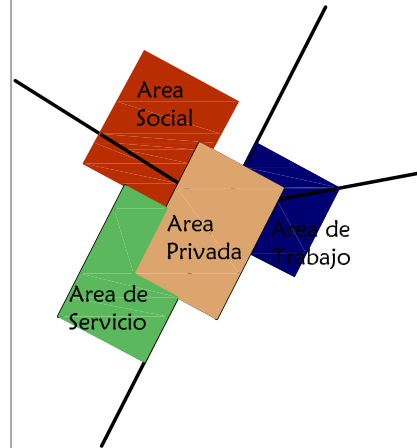 Area
Social
Area
Privada
Area de
Trabajo
Area de
Servicio